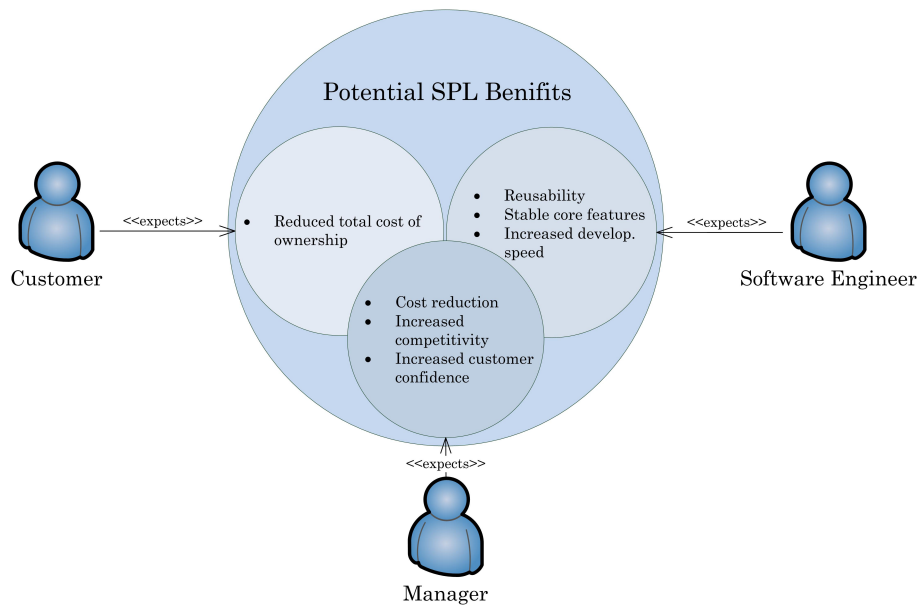 Potential SPL Benifits
<<expects>>
Customer
• Reduced total cost of
ownership
• Reusability
• Stable core features
• Increased develop.
speed
<<expects>>
Software Engineer
• Cost reduction
• Increased
competitivity
• Increased customer
confidence
<<expects>>
Manager